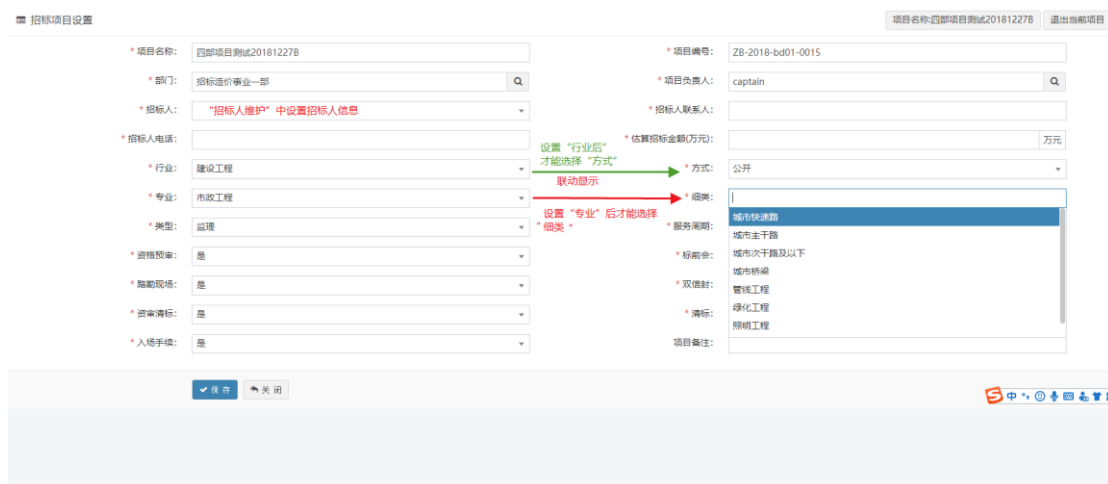 招标项目设置
项目名称:四部项目测试20181227B 退出当前项目
* 项目名称: 四部项目测试20181227B * 项目编号: ZB-2018-bd01-0015
* 部门: 招标造价事业一部 * 项目负责人: captain
* 招标人: “招标人维护”中设置招标人信息 * 招标人联系人:
* 招标人电话: * 估算招标金额(万元): 万元
设置“行业后”
才能选择“方式”
* 行业: 建设工程 * 方式: 公开
联动显示
* 专业: 市政工程 * 细类:
设置“专业”后才能选择
“细类“
* 类型: 监理 * 服务周期:
城市快速路
城市主干路
城市次干路及以下
城市桥梁
管线工程
绿化工程
照明工程
* 资格预审: 是 * 标前会:
* 踏勘现场: 是 * 双信封:
* 资审清标: 是 * 清标:
* 入场手续: 是 项目备注:
保存 关闭
中